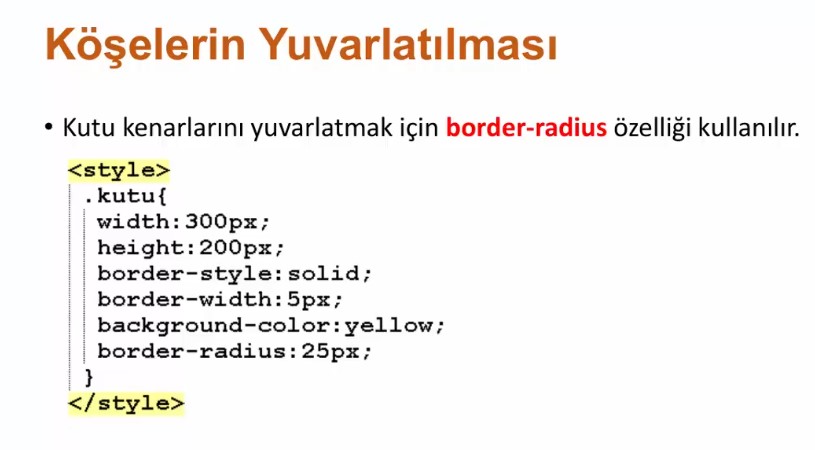 Köşelerin Yuvarlatılması
• Kutu kenarlarını yuvarlatmak için border-radius özelliği kullanılır.
<style>
.kutu{
width:300px;
height:200px;
border-style:solid;
border-width:5px;
background-color:yellow;
border-radius:25px;
}
</style>